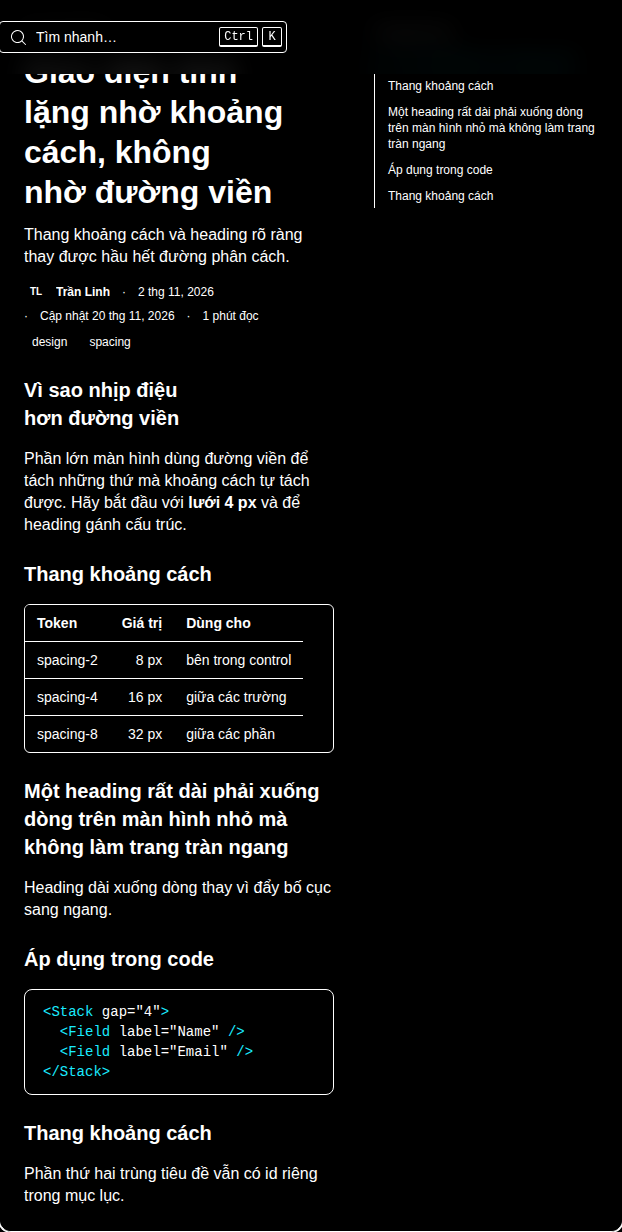 Tìm nhanh…
Ctrl K
Giao diện tĩnh
lặng nhờ khoảng
cách, không
nhờ đường viền
Thang khoảng cách và heading rõ ràng
thay được hầu hết đường phân cách.
TL Trần Linh · 2 thg 11, 2026
· Cập nhật 20 thg 11, 2026 · 1 phút đọc
design spacing
Vì sao nhịp điệu
hơn đường viền
Phần lớn màn hình dùng đường viền để
tách những thứ mà khoảng cách tự tách
được. Hãy bắt đầu với lưới 4 px và để
heading gánh cấu trúc.
Thang khoảng cách
Token Giá trị Dùng cho
spacing-2 8 px bên trong control
spacing-4 16 px giữa các trường
spacing-8 32 px giữa các phần
Một heading rất dài phải xuống
dòng trên màn hình nhỏ mà
không làm trang tràn ngang
Heading dài xuống dòng thay vì đẩy bố cục
sang ngang.
Áp dụng trong code
<Stack gap="4">
  <Field label="Name" />
  <Field label="Email" />
</Stack>
Thang khoảng cách
Phần thứ hai trùng tiêu đề vẫn có id riêng
trong mục lục.
Thang khoảng cách
Một heading rất dài phải xuống dòng
trên màn hình nhỏ mà không làm trang
tràn ngang
Áp dụng trong code
Thang khoảng cách